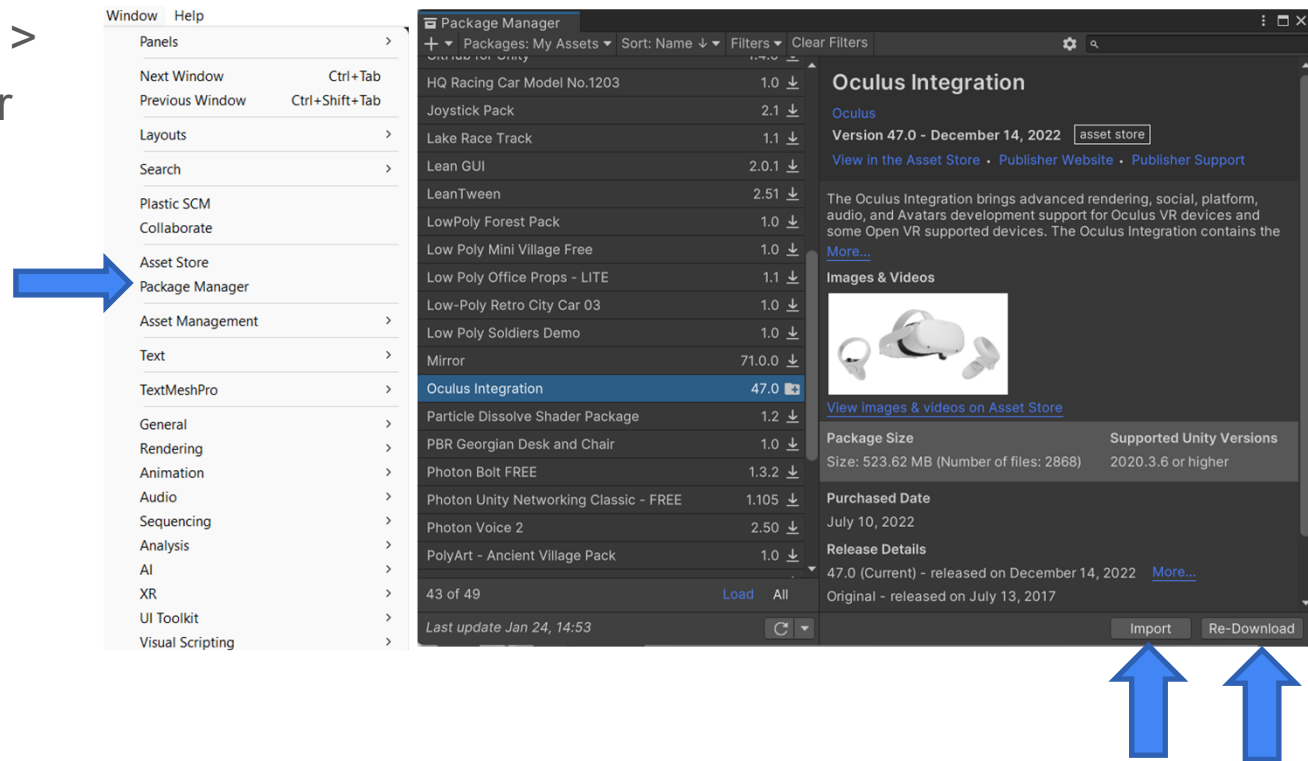 >
r
Window Help
Panels
Next Window Ctrl+Tab
Previous Window Ctrl+Shift+Tab
Layouts
Search
Plastic SCM
Collaborate
Asset Store
Package Manager
Asset Management
Text
TextMeshPro
General
Rendering
Animation
Audio
Sequencing
Analysis
AI
XR
UI Toolkit
Visual Scripting
Package Manager
Packages: My Assets Sort: Name ↓ Filters Clear Filters
GitHub for Unity 1.4.0
HQ Racing Car Model No.1203 1.0
Joystick Pack 2.1
Lake Race Track 1.1
Lean GUI 2.0.1
LeanTween 2.51
LowPoly Forest Pack 1.0
Low Poly Mini Village Free 1.0
Low Poly Office Props - LITE 1.1
Low-Poly Retro City Car 03 1.0
Low Poly Soldiers Demo 1.0
Mirror 71.0.0
Oculus Integration 47.0
Particle Dissolve Shader Package 1.2
PBR Georgian Desk and Chair 1.0
Photon Bolt FREE 1.3.2
Photon Unity Networking Classic - FREE 1.105
Photon Voice 2 2.50
PolyArt - Ancient Village Pack 1.0
43 of 49 Load All
Last update Jan 24, 14:53
Oculus Integration
Oculus
Version 47.0 - December 14, 2022 asset store
View in the Asset Store • Publisher Website • Publisher Support
The Oculus Integration brings advanced rendering, social, platform,
audio, and Avatars development support for Oculus VR devices and
some Open VR supported devices. The Oculus Integration contains the
More...
Images & Videos
View images & videos on Asset Store
Package Size Supported Unity Versions
Size: 523.62 MB (Number of files: 2868) 2020.3.6 or higher
Purchased Date
July 10, 2022
Release Details
47.0 (Current) - released on December 14, 2022 More...
Original - released on July 13, 2017
Import Re-Download